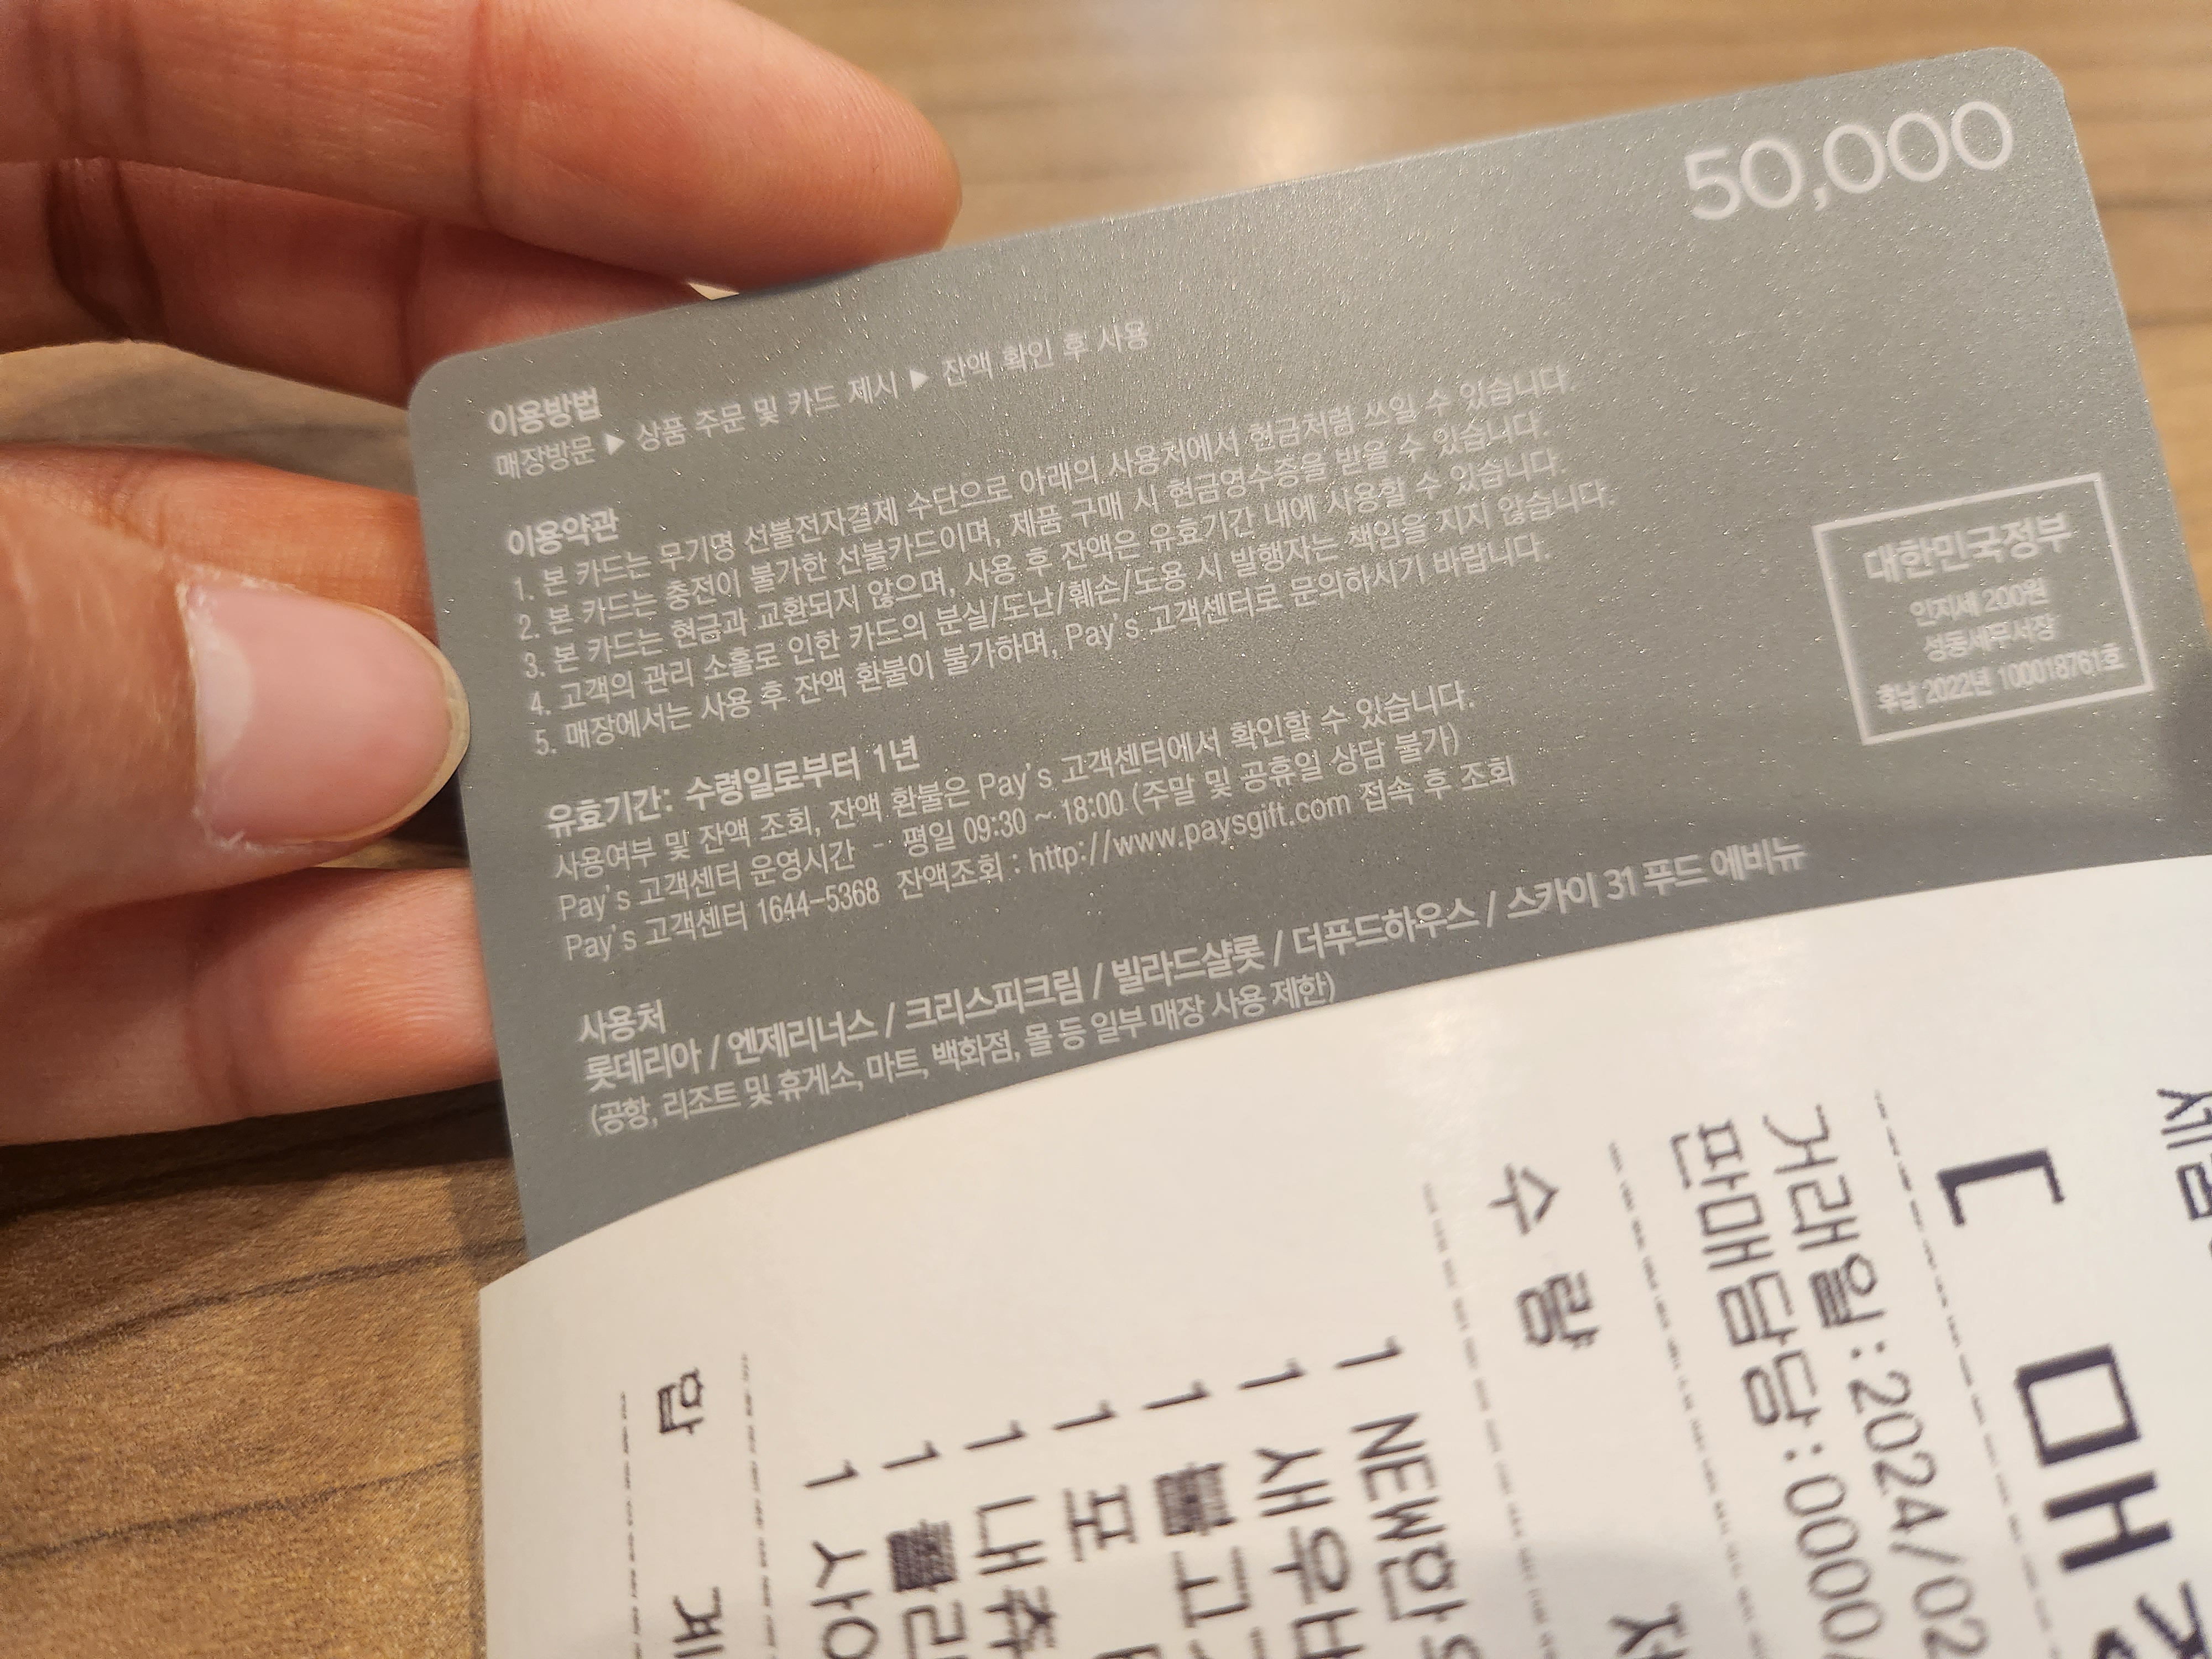 50,000
이용방법
매장방문 ▶ 상품 주문 및 카드 제시 ▶ 잔액 확인 후 사용
이용약관
1. 본 카드는 무기명 선불전자결제 수단으로 아래의 사용처에서 현금처럼 쓰일 수 있습니다.
2. 본 카드는 충전이 불가한 선불카드이며, 제품 구매 시 현금영수증을 받을 수 있습니다.
3. 본 카드는 현금과 교환되지 않으며, 사용 후 잔액은 유효기간 내에 사용할 수 있습니다.
4. 고객의 관리 소홀로 인한 카드의 분실/도난/훼손/도용 시 발행자는 책임을 지지 않습니다.
5. 매장에서는 사용 후 잔액 환불이 불가하며, Pay's 고객센터로 문의하시기 바랍니다.
유효기간: 수령일로부터 1년
사용여부 및 잔액 조회, 잔액 환불은 Pay's 고객센터에서 확인할 수 있습니다.
Pay's 고객센터 운영시간 - 평일 09:30 ~ 18:00 (주말 및 공휴일 상담 불가)
Pay's 고객센터 1644-5368 잔액조회 : http://www.paysgift.com 접속 후 조회
사용처
롯데리아 / 엔제리너스 / 크리스피크림 / 빌라드샬롯 / 더푸드하우스 / 스카이 31 푸드 에비뉴
(공항, 리조트 및 휴게소, 마트, 백화점, 몰 등 일부 매장 사용 제한)
대한민국정부
인지세 200원
성동세무서장
후납 2022년 100018761호
[ 매장
거래일:2024/02
판매담당:0000/
수 량
1 NEW한
1 새우버
1 불고기
1 포
1 내추
1 콜라
1 사이
합 계